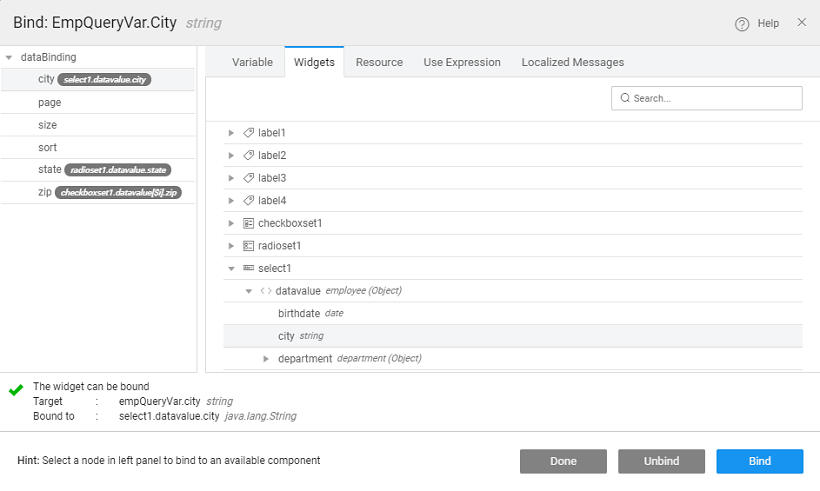 Bind: EmpQueryVar.City string
Help
dataBinding
city select1.datavalue.city
page
size
sort
state radioset1.datavalue.state
zip checkboxset1.datavalue[$i].zip
Variable Widgets Resource Use Expression Localized Messages
Search...
label1
label2
label3
label4
checkboxset1
radioset1
select1
datavalue employee (Object)
birthdate date
city string
department department (Object)
The widget can be bound
Target : empQueryVar.city string
Bound to : select1.datavalue.city java.lang.String
Hint: Select a node in left panel to bind to an available component
Done Unbind Bind